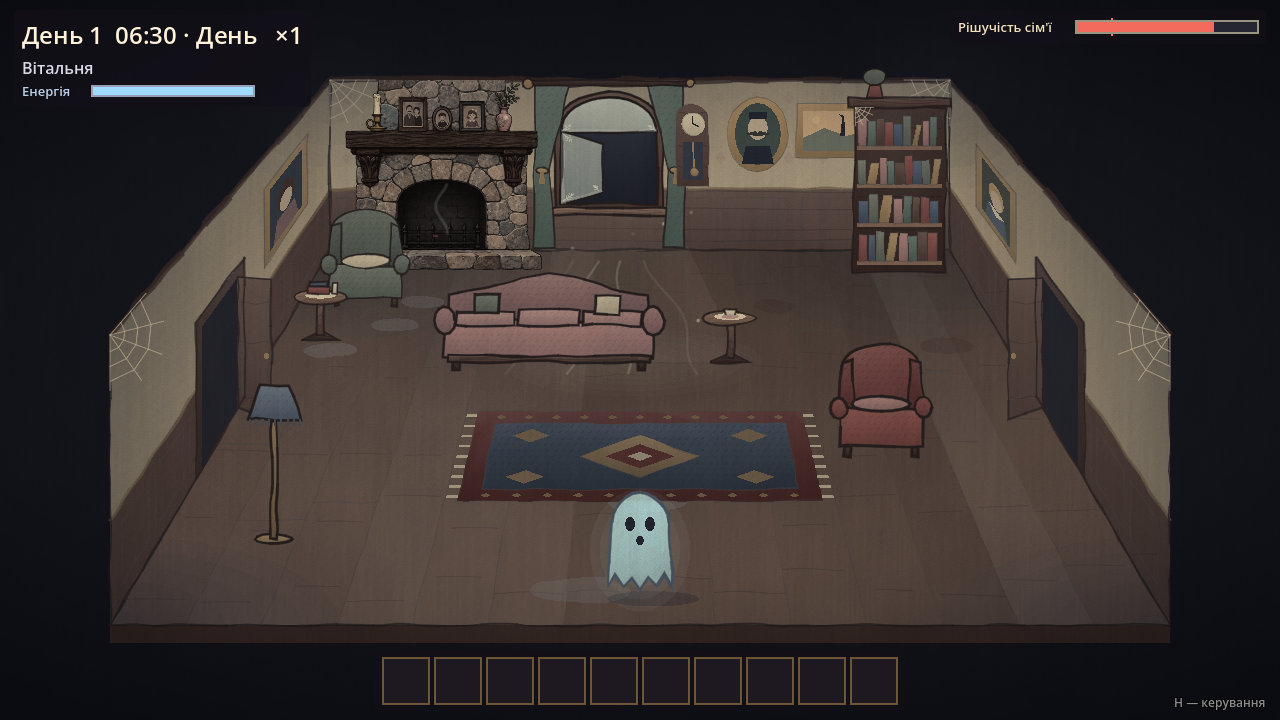 День 1 06:30 · День ×1
Рішучість сім'ї
Вітальня
Енергія
H — керування